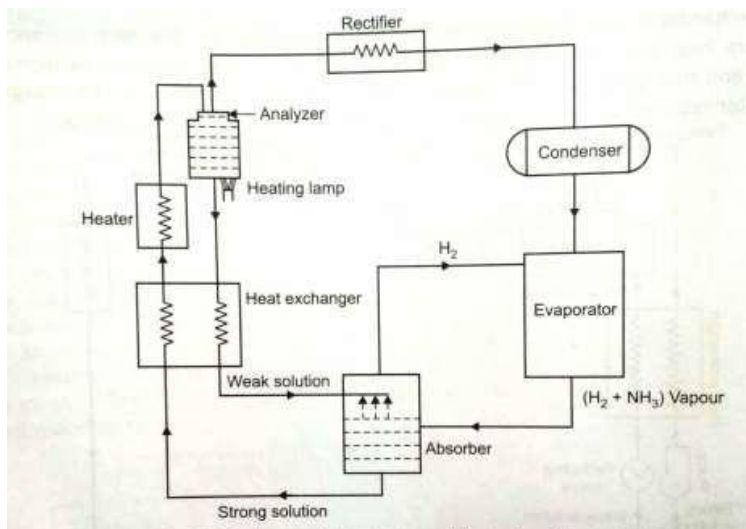 Rectifier
Analyzer
Condenser
Heating lamp
Heater
H₂
Heat exchanger
Evaporator
Weak solution
(H₂ + NH₃) Vapour
Absorber
Strong solution